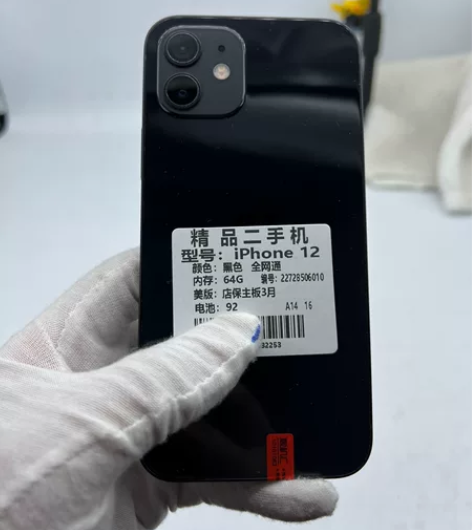 精品二手机
型号：iPhone 12
颜色：黑色 全网通
内存：64G 编号：22728506010
美版：店保主板3月
电池：92 A14 16
32253